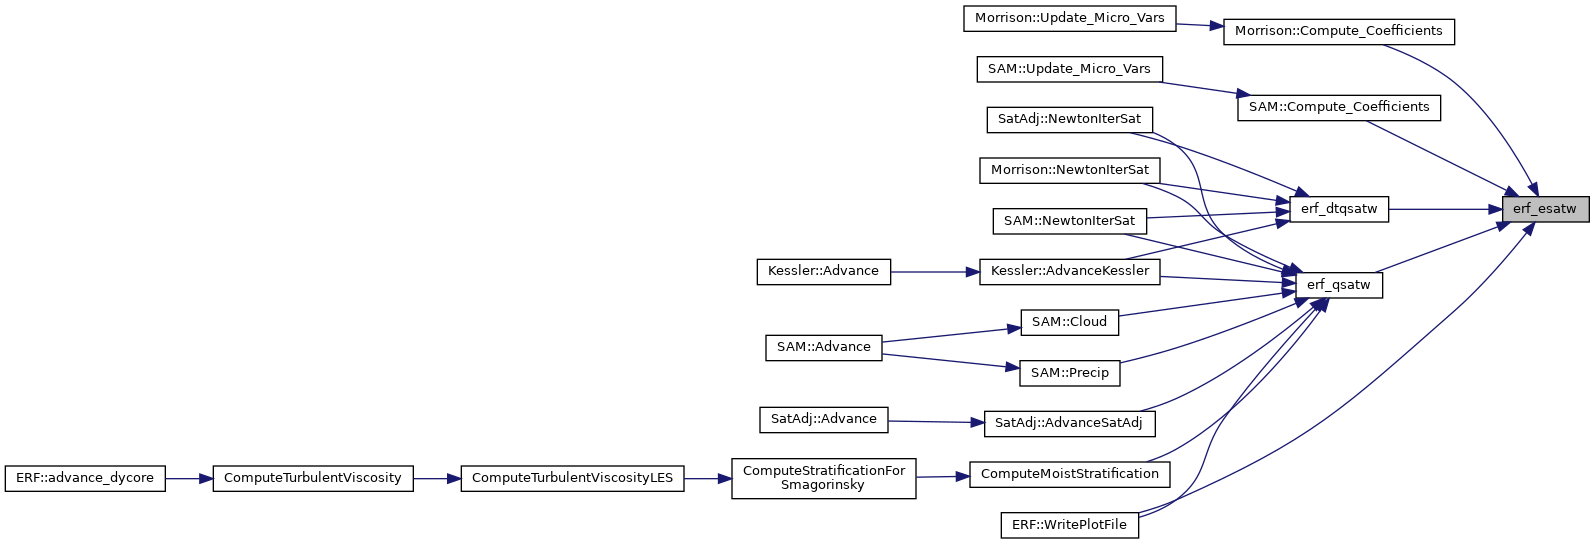 Morrison::Update_Micro_Vars
Morrison::Compute_Coefficients
SAM::Update_Micro_Vars
SAM::Compute_Coefficients
SatAdj::NewtonIterSat
Morrison::NewtonIterSat
erf_dtqsatw
erf_esatw
SAM::NewtonIterSat
Kessler::Advance
Kessler::AdvanceKessler
erf_qsatw
SAM::Cloud
SAM::Advance
SAM::Precip
SatAdj::Advance
SatAdj::AdvanceSatAdj
ERF::advance_dycore
ComputeTurbulentViscosity
ComputeTurbulentViscosityLES
ComputeStratificationFor
Smagorinsky
ComputeMoistStratification
ERF::WritePlotFile